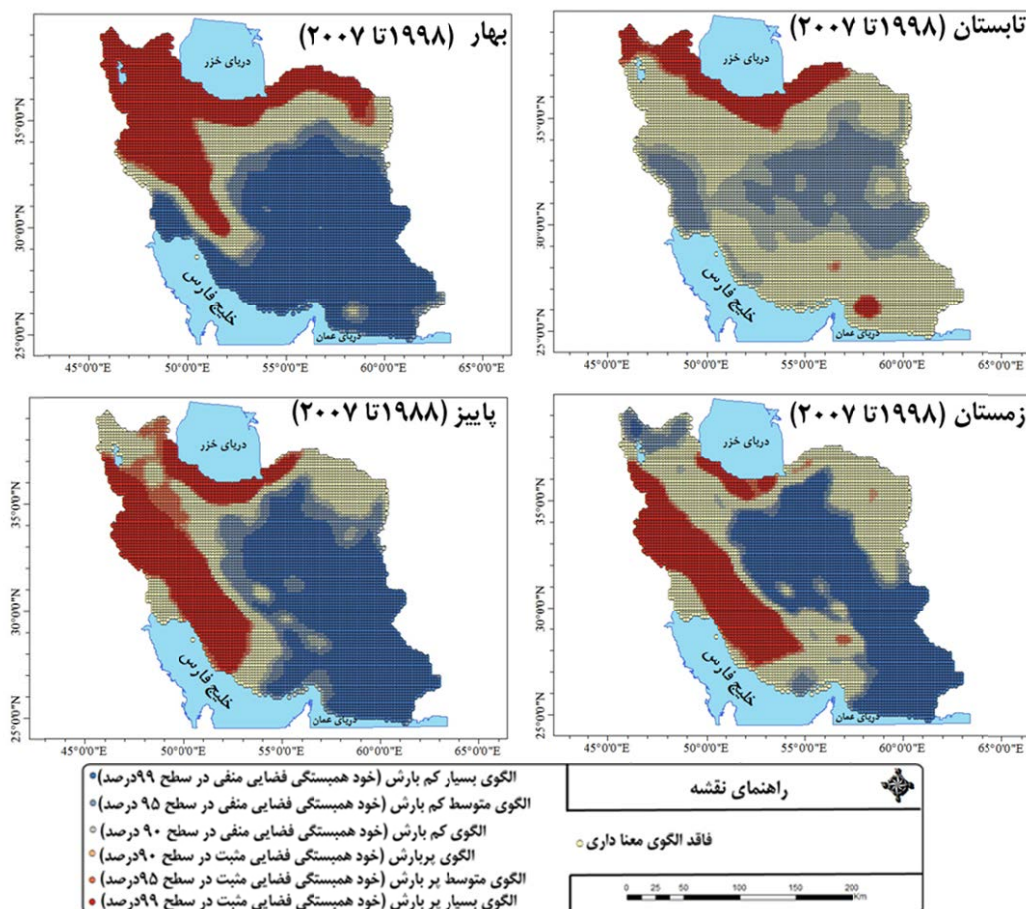 بهار (۱۹۹۸تا ۲۰۰۷)
دریای خزر
خلیج فارس
دریای عمان
35°0'0"N
30°0'0"N
25°0'0"N
45°0'0"E 50°0'0"E 55°0'0"E 60°0'0"E
تابستان (۱۹۹۸تا ۲۰۰۷)
دریای خزر
خلیج فارس
دریای عمان
35°0'0"N
30°0'0"N
25°0'0"N
45°0'0"E 50°0'0"E 55°0'0"E 60°0'0"E 65°0'0"E
پاییز (۱۹۸۸تا ۲۰۰۷)
دریای خزر
خلیج فارس
دریای عمان
35°0'0"N
30°0'0"N
25°0'0"N
45°0'0"E 50°0'0"E 55°0'0"E 60°0'0"E
زمستان (۱۹۹۸تا ۲۰۰۷)
دریای خزر
خلیج فارس
دریای عمان
35°0'0"N
30°0'0"N
25°0'0"N
45°0'0"E 50°0'0"E 55°0'0"E 60°0'0"E 65°0'0"E
راهنمای نقشه
فاقد الگوی معنا داری
0 25 50 100 150 200
Km
الگوی بسیار کم بارش (خود همبستگی فضایی منفی در سطح ۹۹درصد)
الگوی متوسط کم بارش (خود همبستگی فضایی منفی در سطح ۹۵ درصد)
الگوی کم بارش (خود همبستگی فضایی منفی در سطح ۹۰ درصد)
الگوی پربارش (خود همبستگی فضایی مثبت در سطح ۹۰درصد)
الگوی متوسط پر بارش (خود همبستگی فضایی مثبت در سطح ۹۵درصد)
الگوی بسیار پر بارش (خود همبستگی فضایی مثبت در سطح ۹۹درصد)